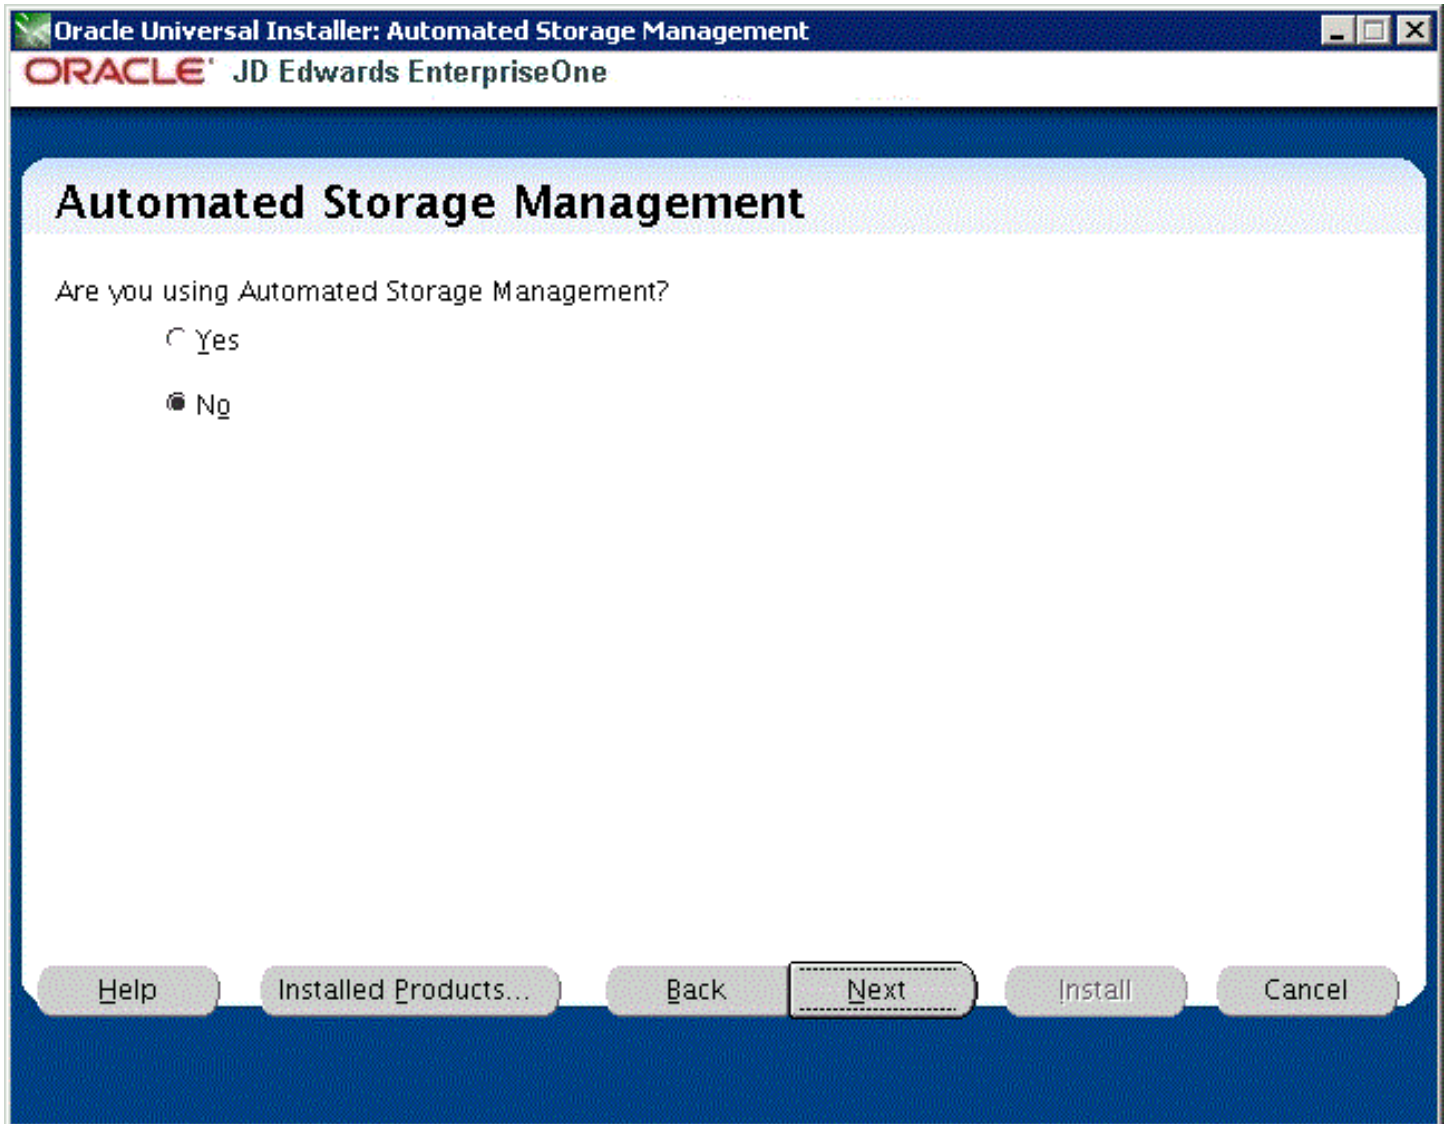 Oracle Universal Installer: Automated Storage Management
ORACLE JD Edwards EnterpriseOne
Automated Storage Management
Are you using Automated Storage Management?
Yes
No
Help Installed Products... Back Next Install Cancel